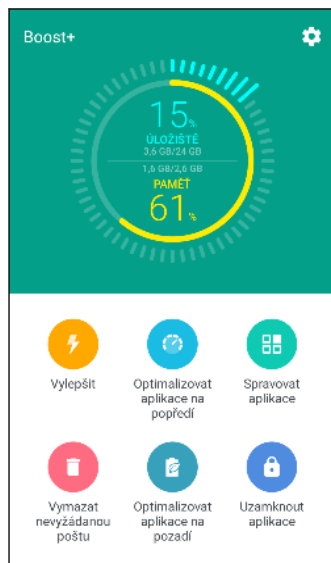 Boost+
15%
ÚLOŽIŠTĚ
3,6 GB/24 GB
1,6 GB/2,6 GB
PAMĚŤ
61%
Vylepšit
Optimalizovat
aplikace na
popředí
Spravovat
aplikace
Vymazat
nevyžádanou
poštu
Optimalizovat
aplikace na
pozadí
Uzamknout
aplikace